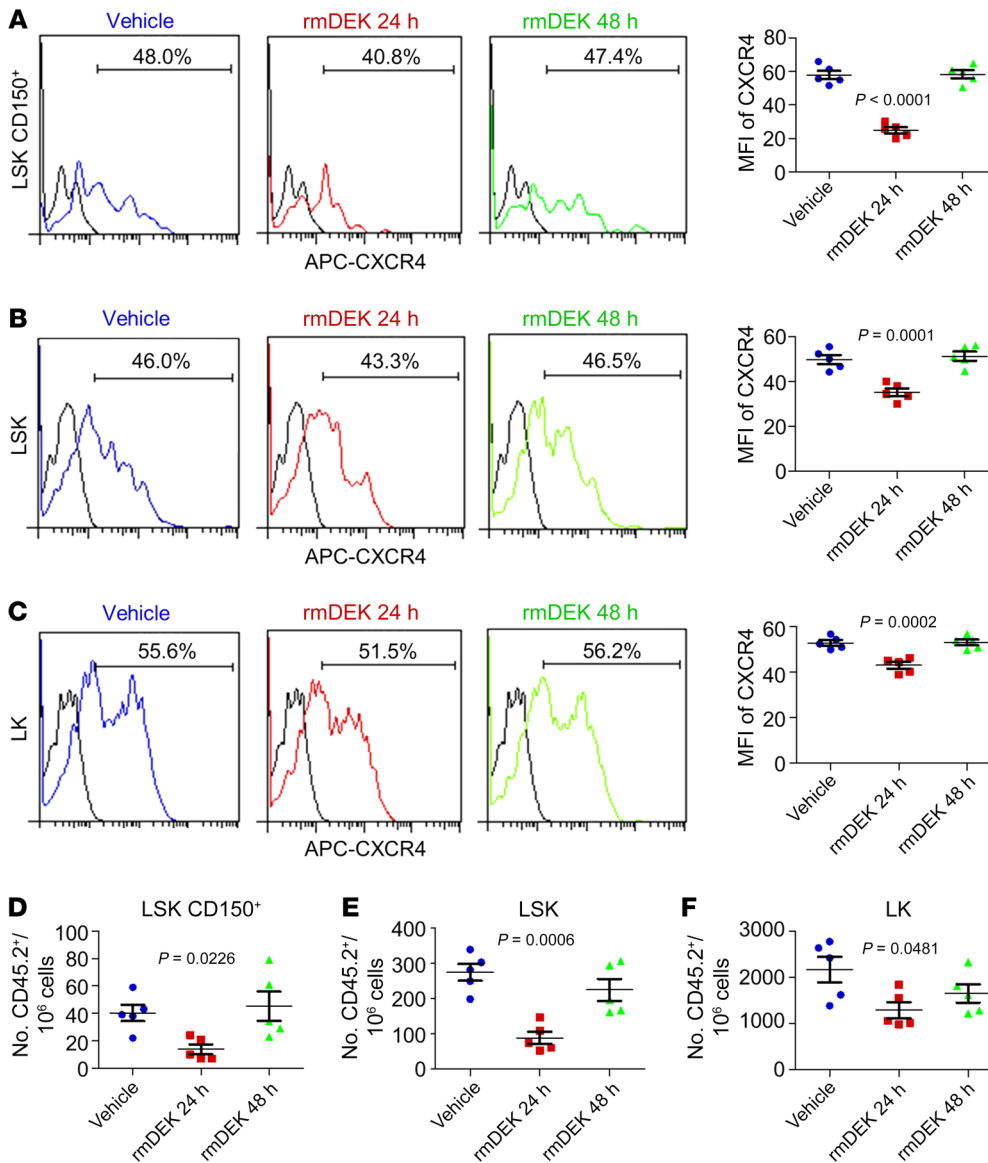 A
Vehicle
rmDEK 24 h
rmDEK 48 h
48.0%
40.8%
47.4%
LSK CD150⁺
APC-CXCR4
MFI of CXCR4
80
60
40
20
0
P < 0.0001
Vehicle
rmDEK 24 h
rmDEK 48 h
B
Vehicle
rmDEK 24 h
rmDEK 48 h
46.0%
43.3%
46.5%
LSK
APC-CXCR4
MFI of CXCR4
60
40
20
0
P = 0.0001
Vehicle
rmDEK 24 h
rmDEK 48 h
C
Vehicle
rmDEK 24 h
rmDEK 48 h
55.6%
51.5%
56.2%
LK
APC-CXCR4
MFI of CXCR4
60
40
20
0
P = 0.0002
Vehicle
rmDEK 24 h
rmDEK 48 h
D
LSK CD150⁺
No. CD45.2⁺/
10⁶ cells
100
80
60
40
20
0
P = 0.0226
Vehicle
rmDEK 24 h
rmDEK 48 h
E
LSK
No. CD45.2⁺/
10⁶ cells
400
300
200
100
0
P = 0.0006
Vehicle
rmDEK 24 h
rmDEK 48 h
F
LK
No. CD45.2⁺/
10⁶ cells
3000
2000
1000
0
P = 0.0481
Vehicle
rmDEK 24 h
rmDEK 48 h